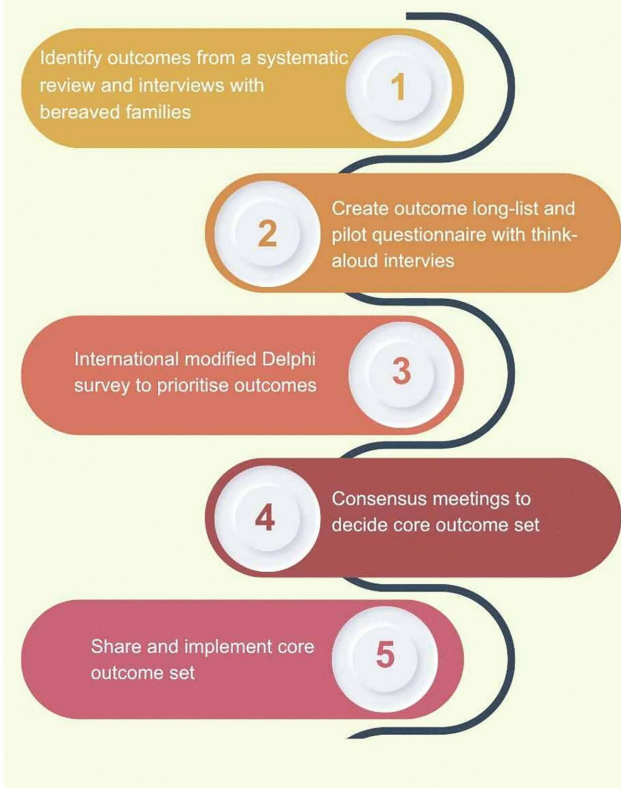 Identify outcomes from a systematic
review and interviews with
bereaved families
1
2
Create outcome long-list and
pilot questionnaire with think-
aloud intervies
International modified Delphi
survey to prioritise outcomes
3
4
Consensus meetings to
decide core outcome set
Share and implement core
outcome set
5